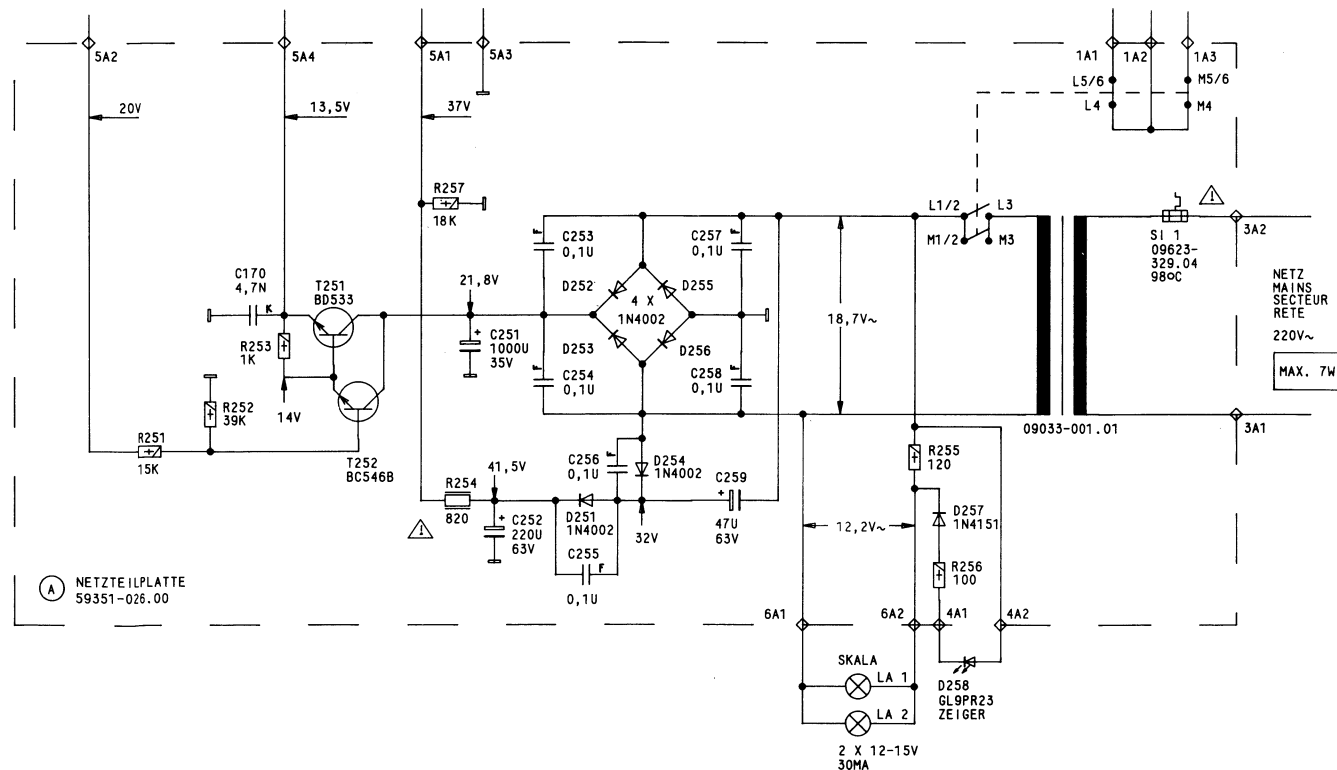 5A2
5A4
5A1
5A3
1A1
1A2
1A3
L5/6
M5/6
L4
M4
20V
13,5V
37V
R257
18K
L1/2
L3
M1/2
M3
SI 1
09623-
329.04
98°C
3A2
C253
0,1U
C257
0,1U
C170
4,7N
K
T251
BD533
21,8V
D252
D255
4 X
1N4002
D253
D256
18,7V~
NETZ
MAINS
SECTEUR
RETE
220V~
MAX. 7W
R253
1K
+
C251
1000U
35V
C254
0,1U
C258
0,1U
14V
R252
39K
R251
15K
T252
BC546B
09033-001.01
3A1
R255
120
R254
820
41,5V
C256
0,1U
D254
1N4002
C259
+
47U
63V
+
C252
220U
63V
D251
1N4002
32V
12,2V~
D257
1N4151
C255
F
0,1U
R256
100
A
NETZTEILPLATTE
59351-026.00
6A1
6A2
4A1
4A2
SKALA
LA 1
LA 2
D258
GL9PR23
ZEIGER
2 X 12-15V
30MA